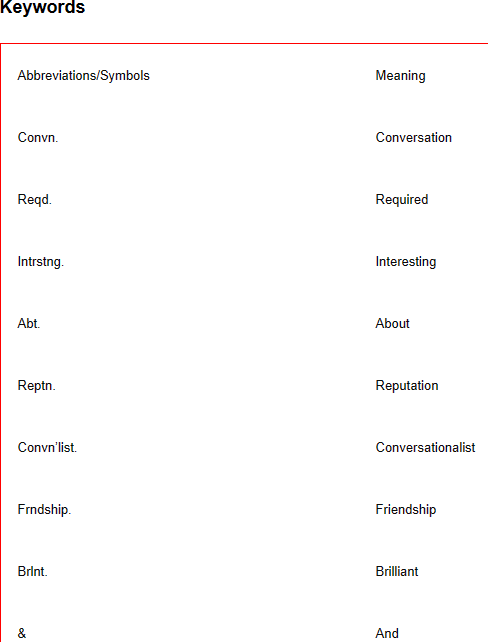 Keywords
Abbreviations/Symbols Meaning
Convn. Conversation
Reqd. Required
Intrstng. Interesting
Abt. About
Reptn. Reputation
Convn'list. Conversationalist
Frndship. Friendship
Brlnt. Brilliant
& And